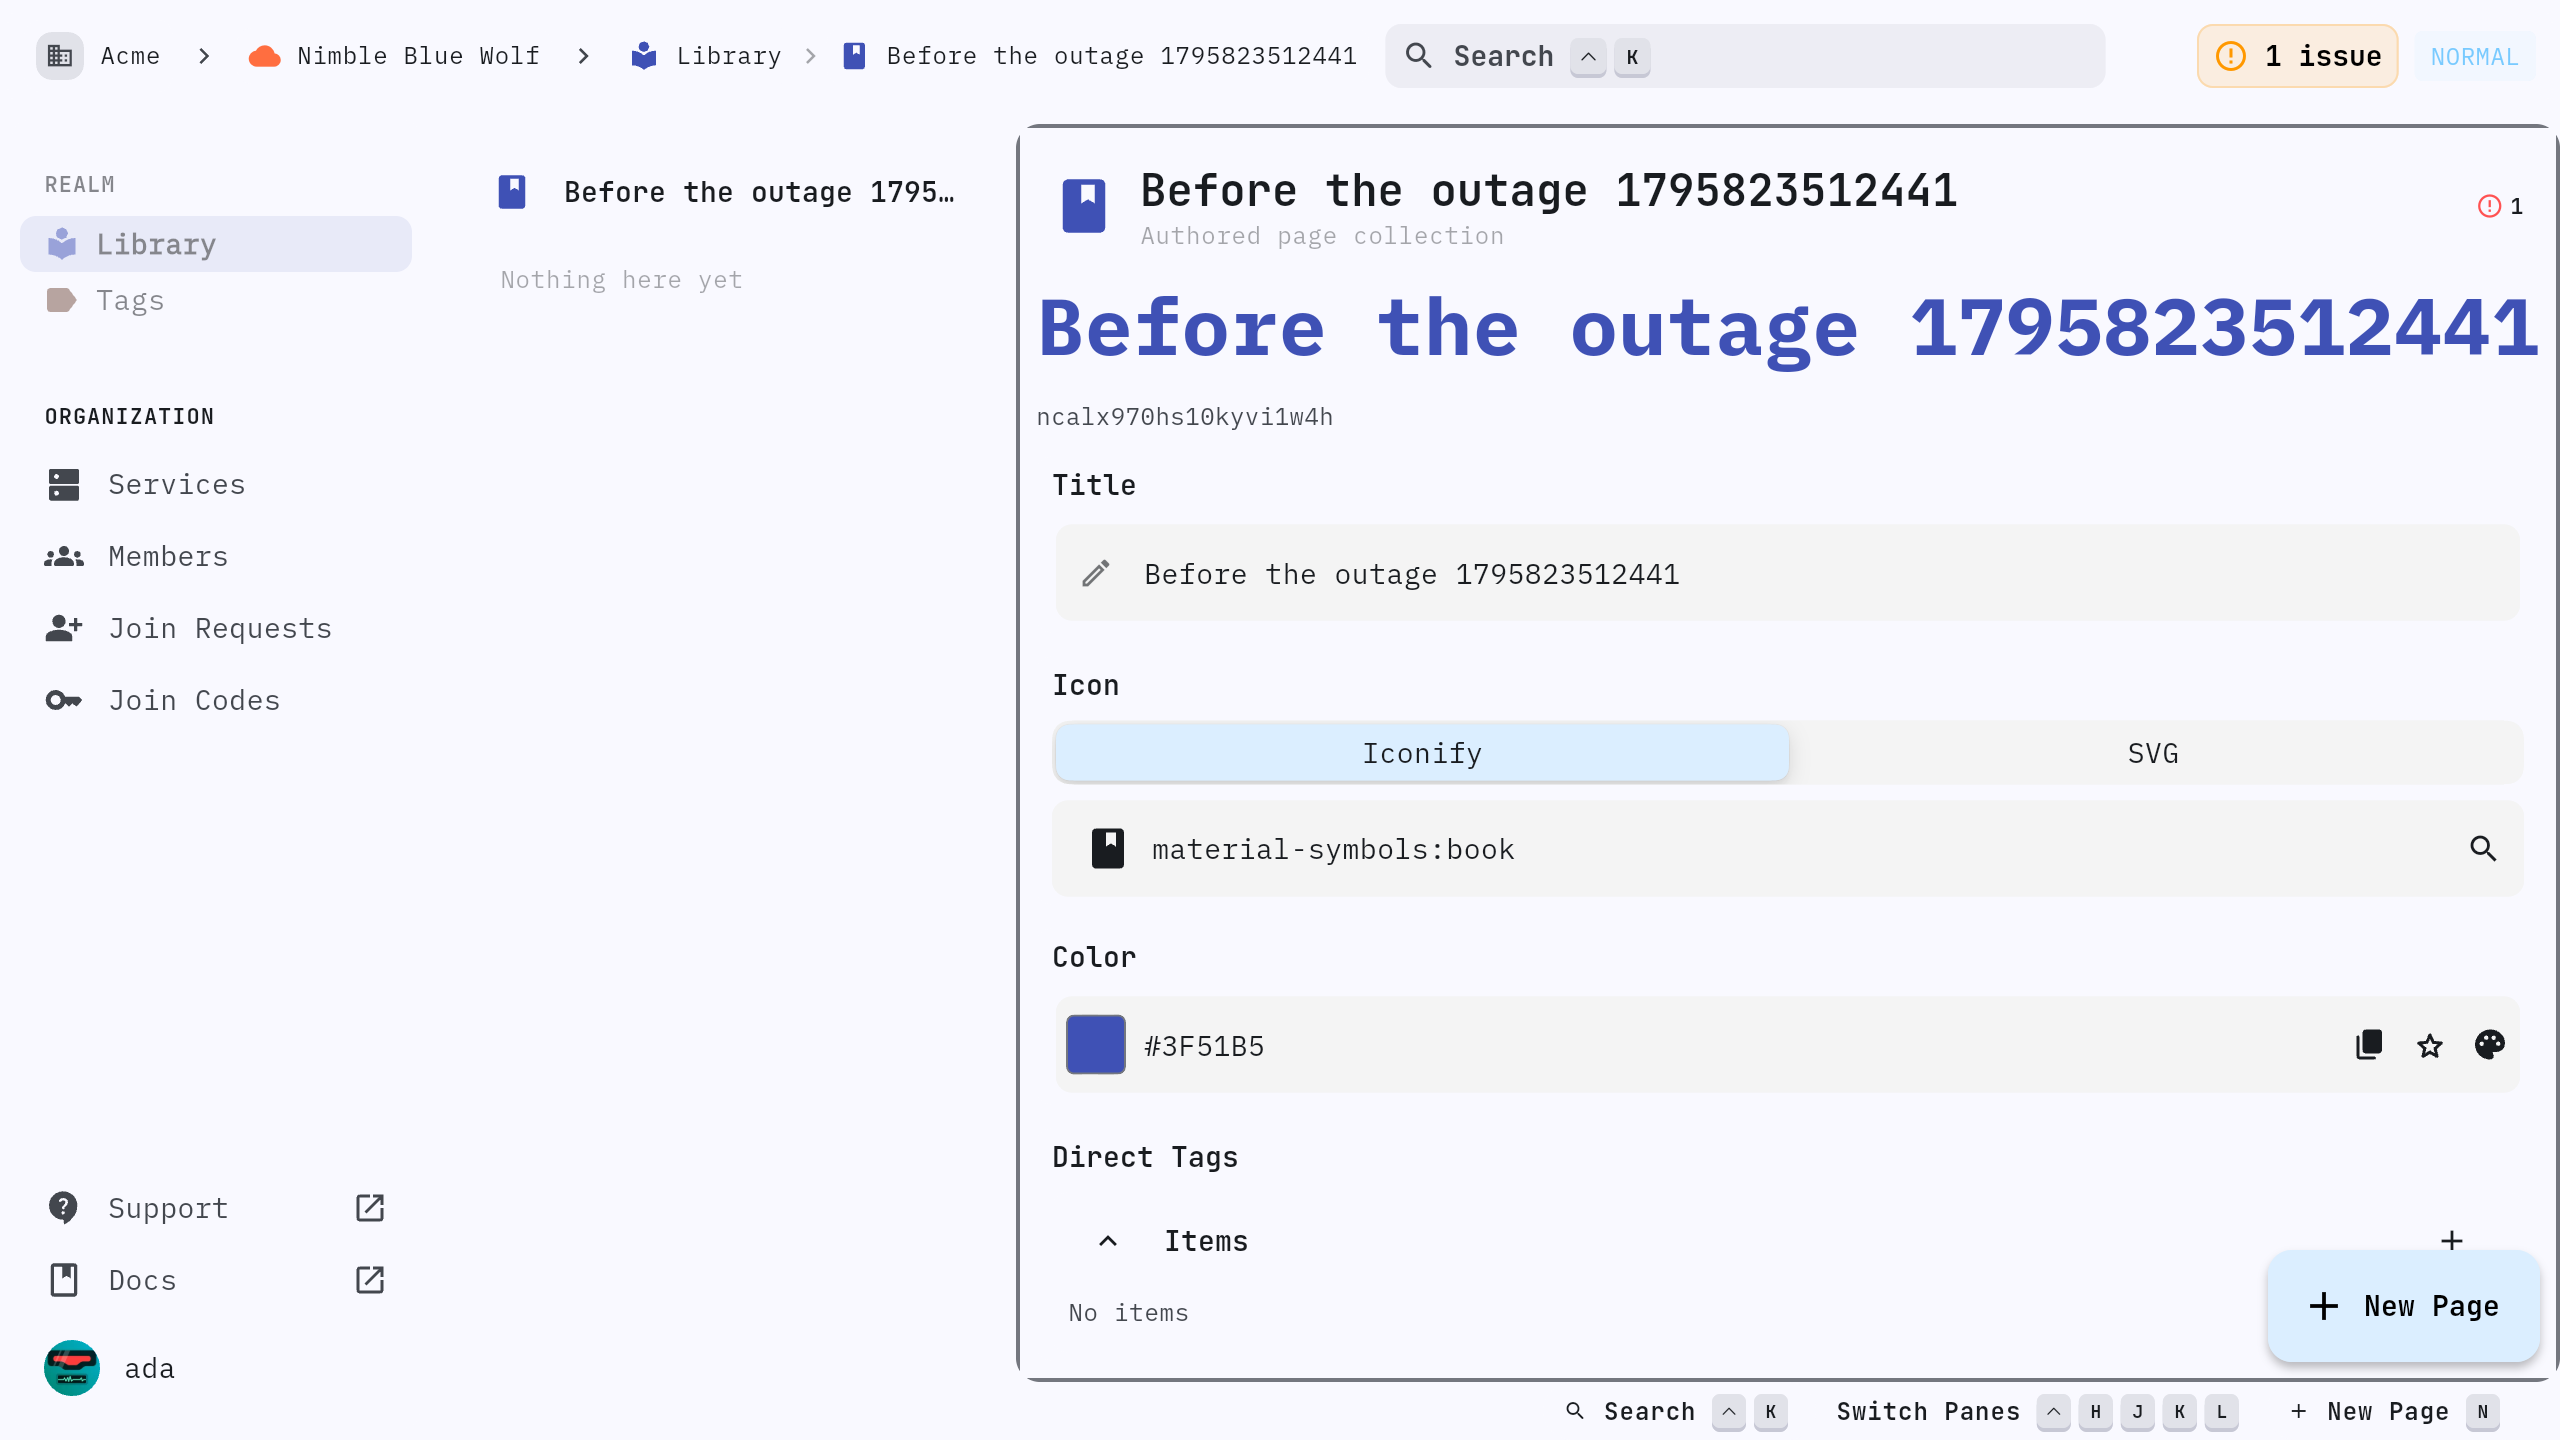 Acme
Nimble Blue Wolf
Library
Before the outage 1795823512441
Search
K
1 issue
NORMAL
REALM
Library
Tags
ORGANIZATION
Services
Members
Join Requests
Join Codes
Support
Docs
ada
Before the outage 1795…
Nothing here yet
Before the outage 1795823512441
Authored page collection
1
Before the outage 1795823512441
ncalx970hs10kyvi1w4h
Title
Before the outage 1795823512441
Icon
Iconify
SVG
material-symbols:book
Color
#3F51B5
Direct Tags
Items
No items
New Page
Search ^ K
Switch Panes ^ H J K L
+ New Page N